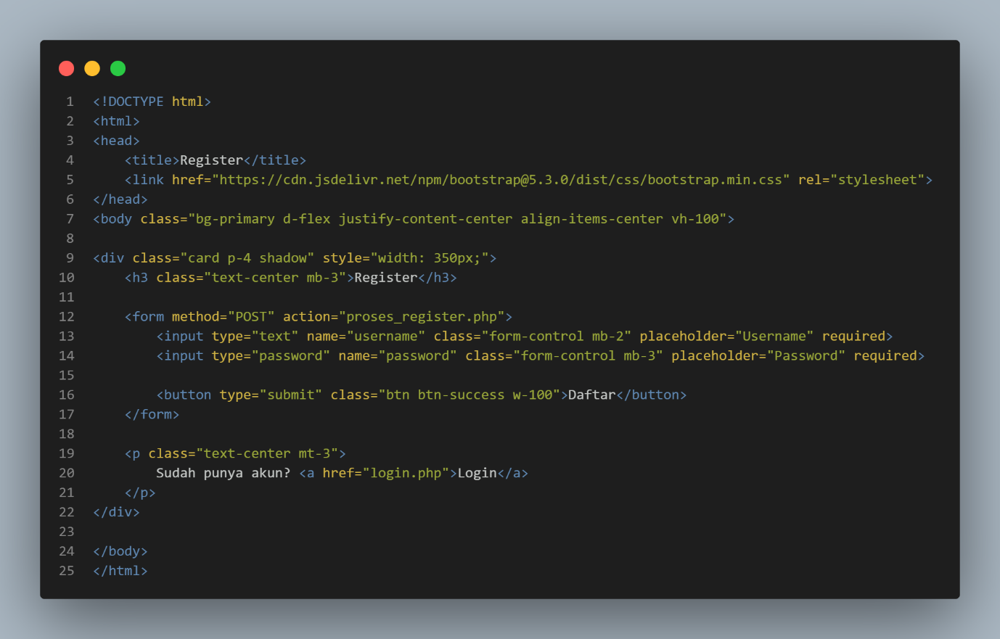 1 <!DOCTYPE html>
2 <html>
3 <head>
4     <title>Register</title>
5     <link href="https://cdn.jsdelivr.net/npm/bootstrap@5.3.0/dist/css/bootstrap.min.css" rel="stylesheet">
6 </head>
7 <body class="bg-primary d-flex justify-content-center align-items-center vh-100">
8
9 <div class="card p-4 shadow" style="width: 350px;">
10     <h3 class="text-center mb-3">Register</h3>
11
12     <form method="POST" action="proses_register.php">
13         <input type="text" name="username" class="form-control mb-2" placeholder="Username" required>
14         <input type="password" name="password" class="form-control mb-3" placeholder="Password" required>
15
16         <button type="submit" class="btn btn-success w-100">Daftar</button>
17     </form>
18
19     <p class="text-center mt-3">
20         Sudah punya akun? <a href="login.php">Login</a>
21     </p>
22 </div>
23
24 </body>
25 </html>